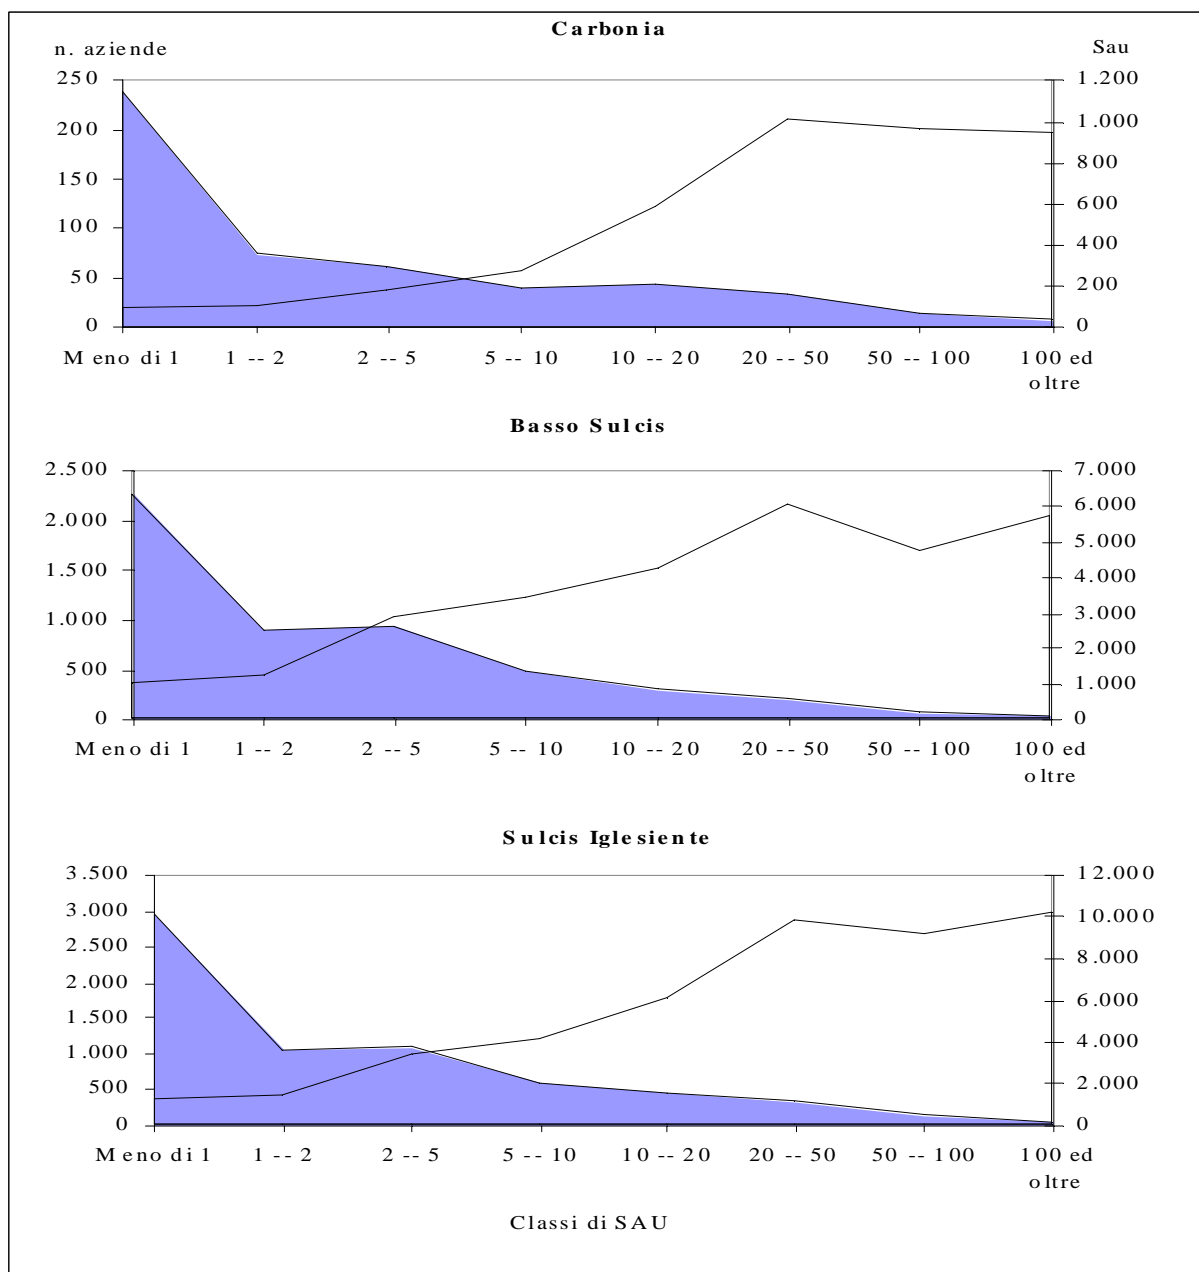 Carbonia
n. aziende Sau
250 1.200
200 1.000
150 800
100 600
50 400
0 200
0
Meno di 1 1 -- 2 2 -- 5 5 -- 10 10 -- 20 20 -- 50 50 -- 100 100 ed
oltre
Basso Sulcis
2.500 7.000
2.000 6.000
1.500 5.000
1.000 4.000
500 3.000
0 2.000
1.000
0
Meno di 1 1 -- 2 2 -- 5 5 -- 10 10 -- 20 20 -- 50 50 -- 100 100 ed
oltre
Sulcis Iglesiente
3.500 12.000
3.000 10.000
2.500 8.000
2.000 6.000
1.500 4.000
1.000 2.000
500 0
0
Meno di 1 1 -- 2 2 -- 5 5 -- 10 10 -- 20 20 -- 50 50 -- 100 100 ed
oltre
Classi di SAU